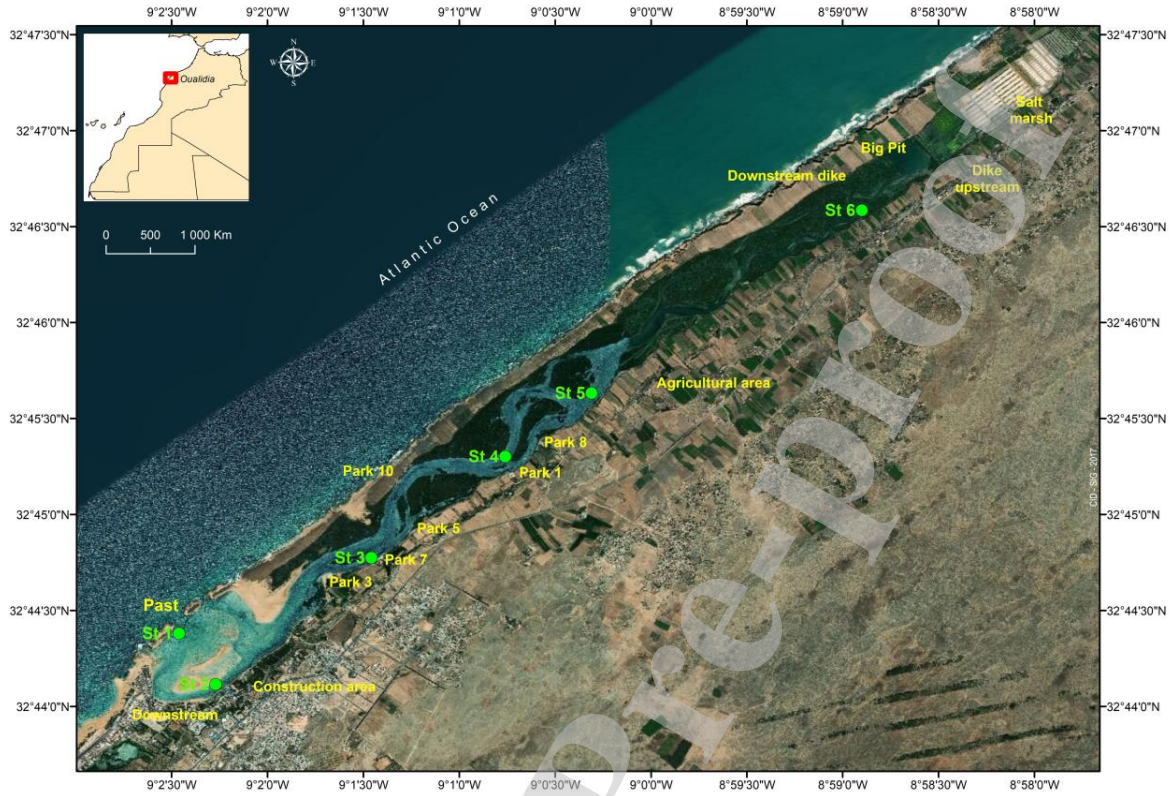 9°2'30"W 9°2'0"W 9°1'30"W 9°1'0"W 9°0'30"W 9°0'0"W 8°59'30"W 8°59'0"W 8°58'30"W 8°58'0"W
32°47'30"N
32°47'30"N
N
W E
S
Oualidia
Salt
marsh
32°47'0"N
32°47'0"N
Big Pit
Downstream dike
Dike
upstream
St 6
0 500 1 000 Km
32°46'30"N
32°46'30"N
Atlantic Ocean
32°46'0"N
32°46'0"N
Agricultural area
St 5
32°45'30"N
32°45'30"N
Park 8
St 4
Park 10
Park 1
CID - SIG - 2017
32°45'0"N
32°45'0"N
Park 5
St 3
Park 7
Park 3
32°44'30"N
32°44'30"N
Past
St 1
St 2
Construction area
Downstream
32°44'0"N
32°44'0"N
9°2'30"W 9°2'0"W 9°1'30"W 9°1'0"W 9°0'30"W 9°0'0"W 8°59'30"W 8°59'0"W 8°58'30"W 8°58'0"W
pre-proof